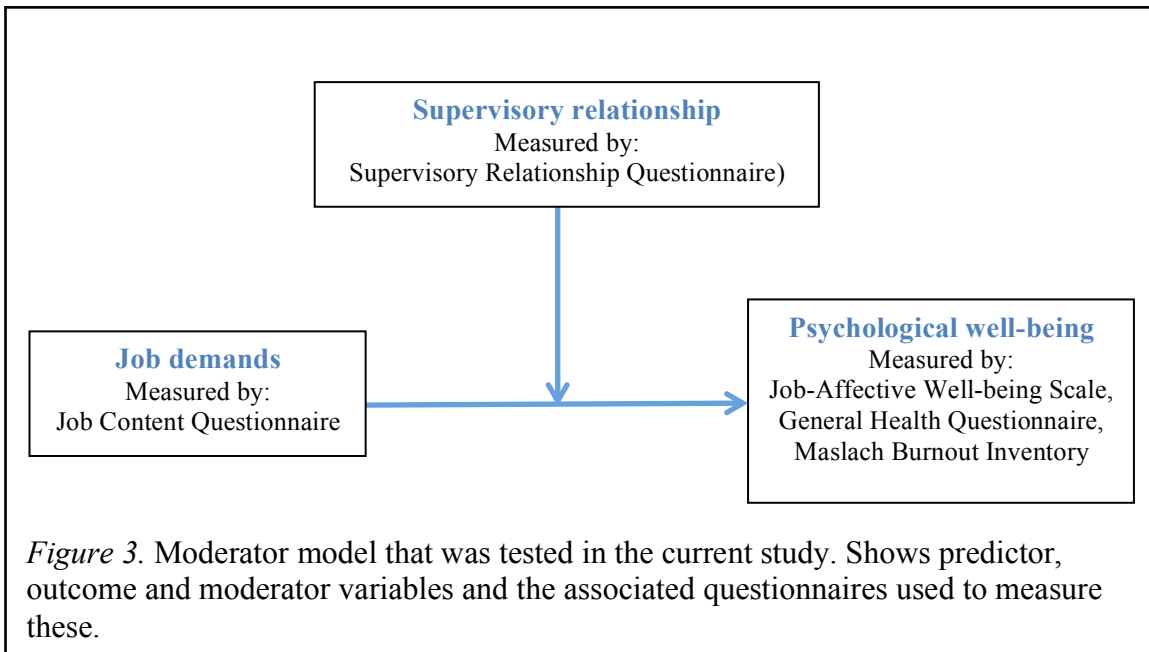 Supervisory relationship
Measured by:
Supervisory Relationship Questionnaire)
Job demands
Measured by:
Job Content Questionnaire
Psychological well-being
Measured by:
Job-Affective Well-being Scale,
General Health Questionnaire,
Maslach Burnout Inventory
Figure 3. Moderator model that was tested in the current study. Shows predictor,
outcome and moderator variables and the associated questionnaires used to measure
these.